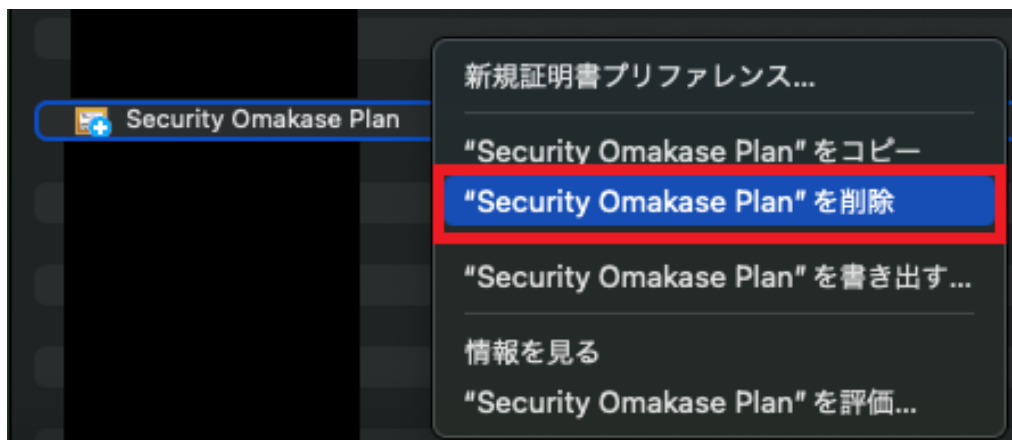 新規証明書プリファレンス...
Security Omakase Plan
“Security Omakase Plan” をコピー
“Security Omakase Plan” を削除
“Security Omakase Plan” を書き出す...
情報を見る
“Security Omakase Plan” を評価...